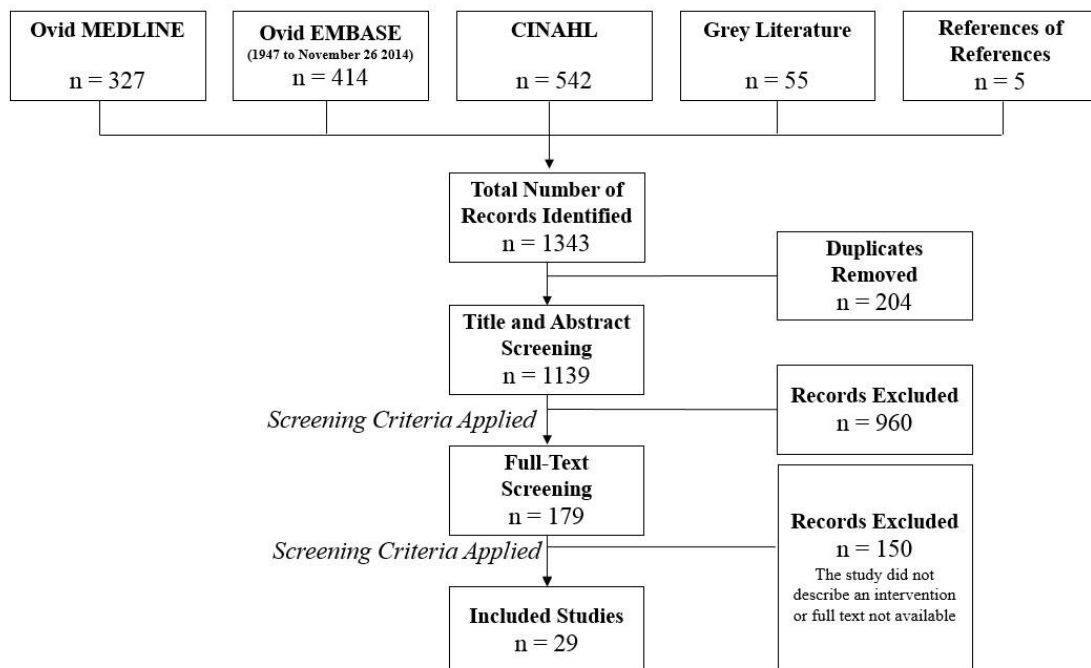 Ovid MEDLINE
n = 327
Ovid EMBASE
(1947 to November 26 2014)
n = 414
CINAHL
n = 542
Grey Literature
n = 55
References of
References
n = 5
Total Number of
Records Identified
n = 1343
Duplicates
Removed
n = 204
Title and Abstract
Screening
n = 1139
Screening Criteria Applied
Records Excluded
n = 960
Full-Text
Screening
n = 179
Screening Criteria Applied
Records Excluded
n = 150
The study did not
describe an intervention
or full text not available
Included Studies
n = 29